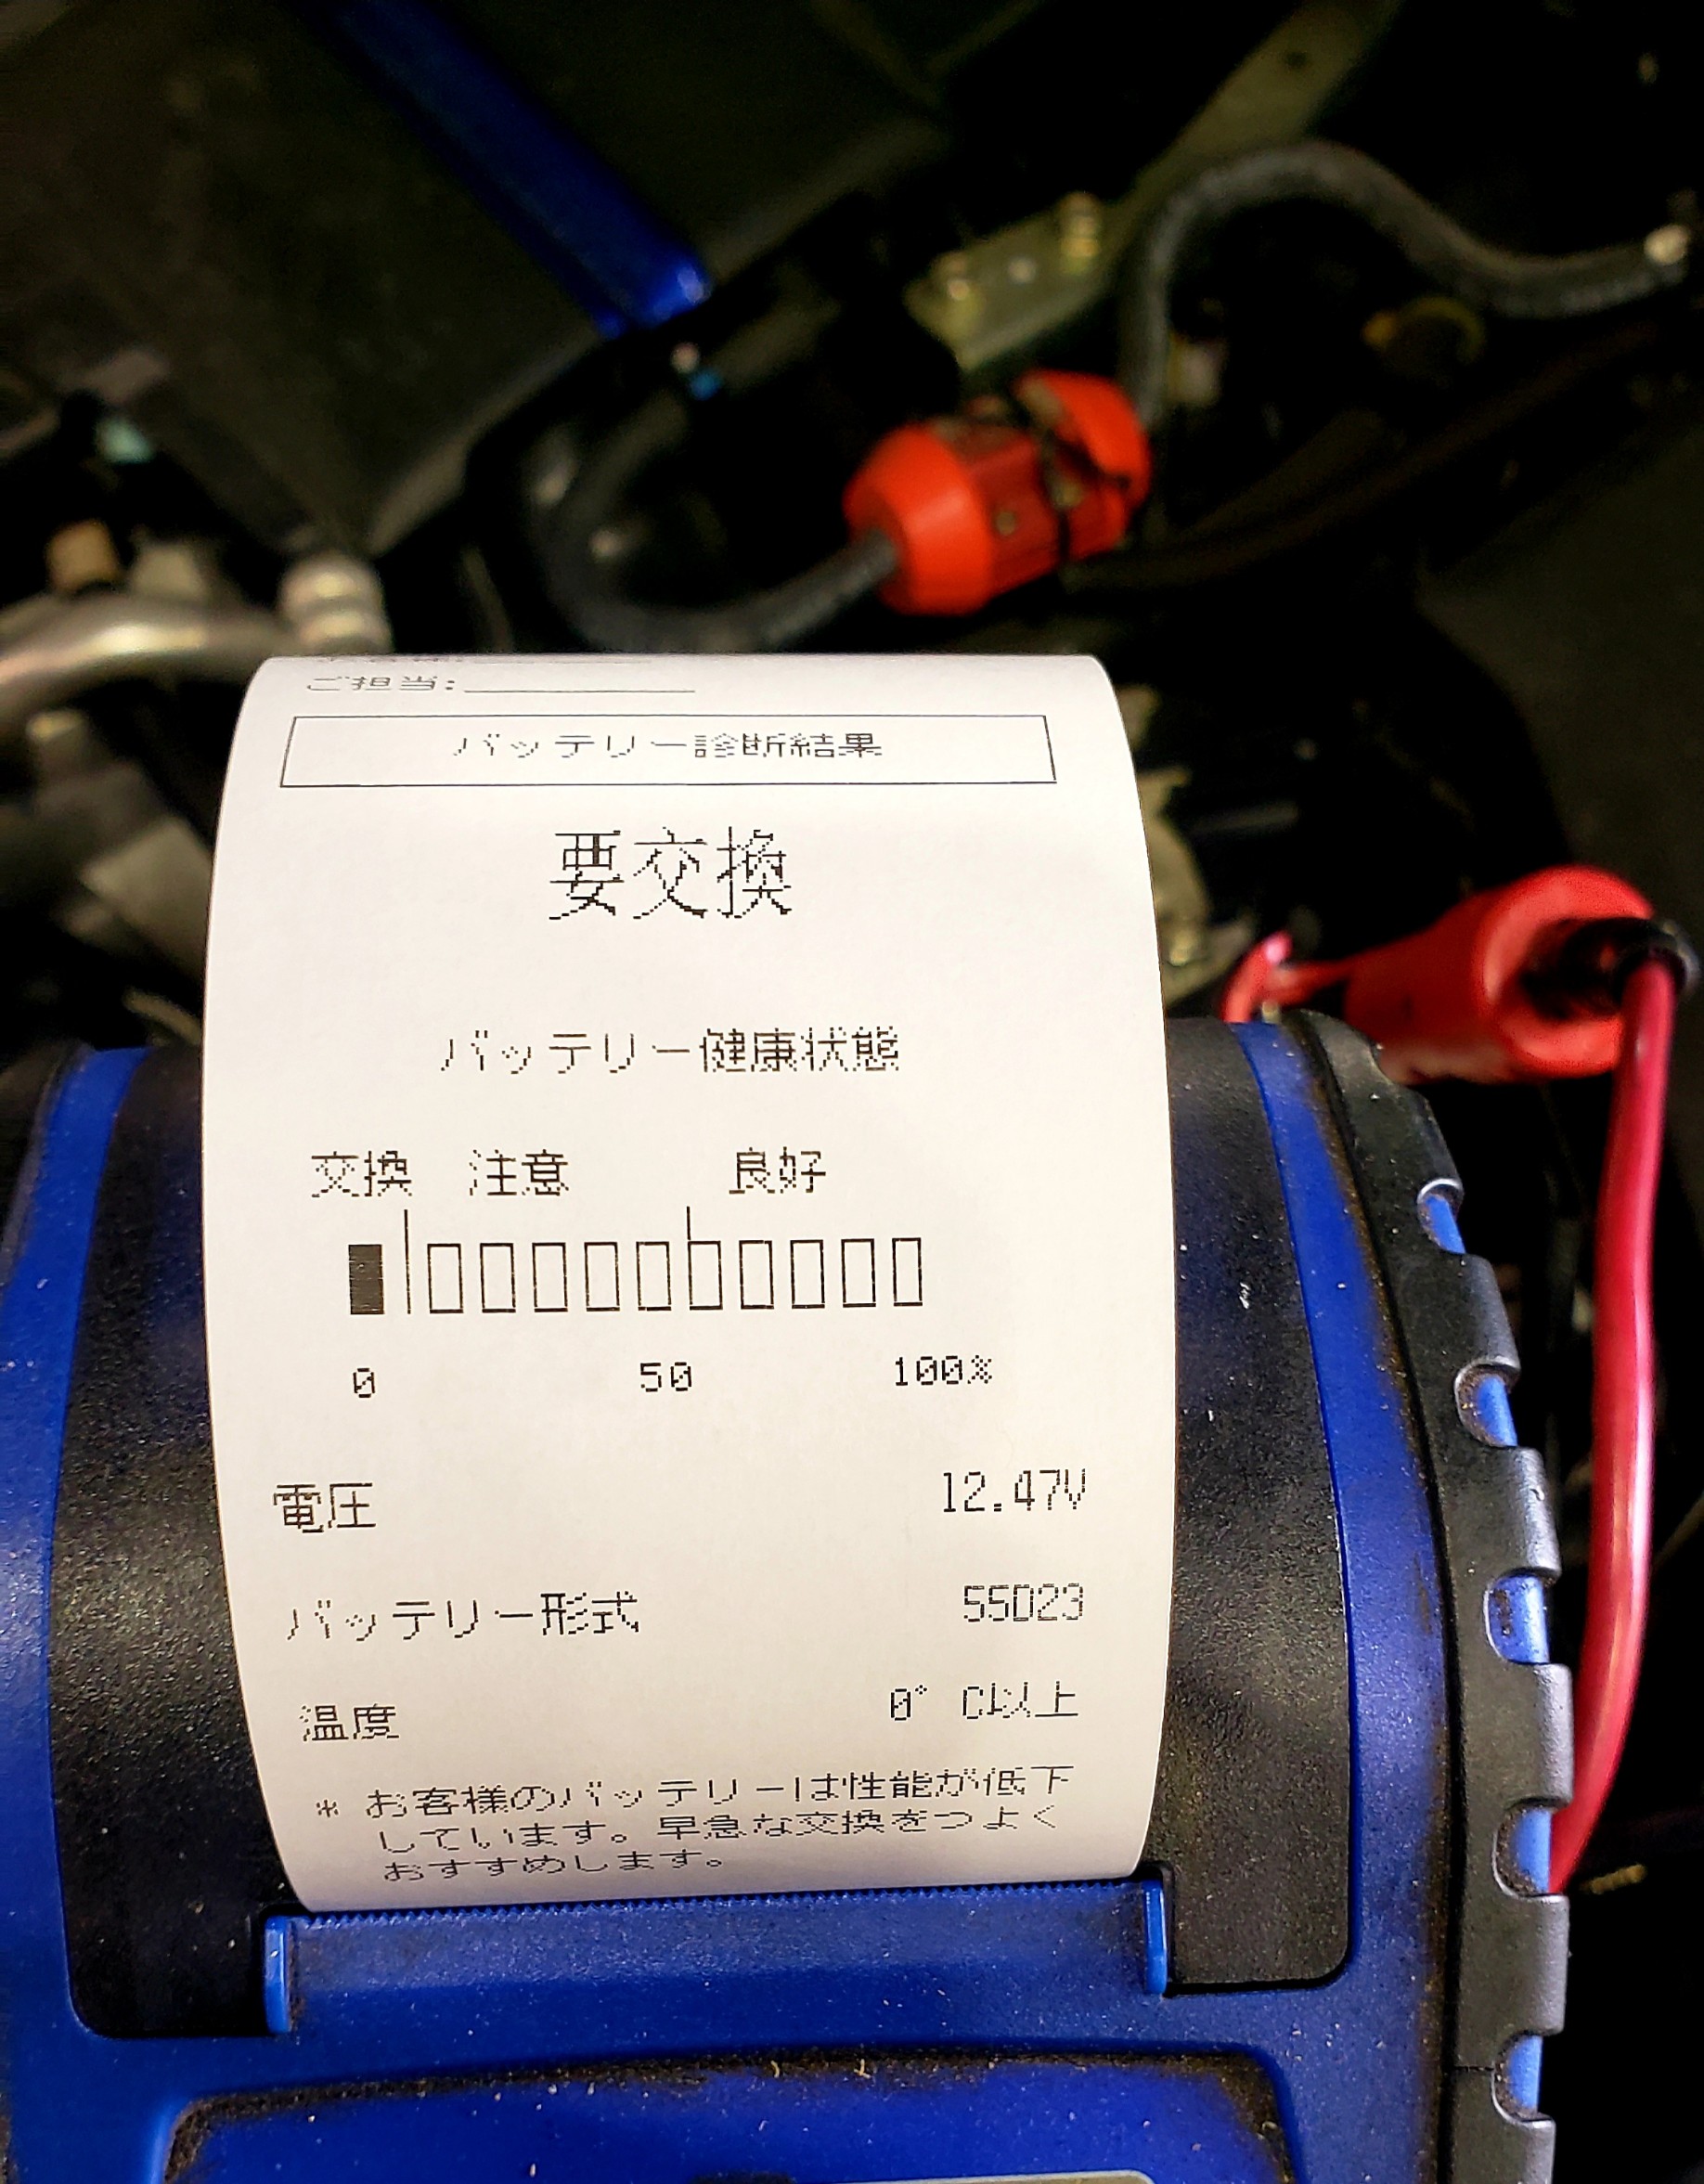 ご担当:
バッテリー診断結果
要交換
バッテリー健康状態
交換 注意 良好
0 50 100%
電圧 12.47V
バッテリー形式 55D23
温度 0° C以上
* お客様のバッテリーは性能が低下
しています。早急な交換をつよく
おすすめします。